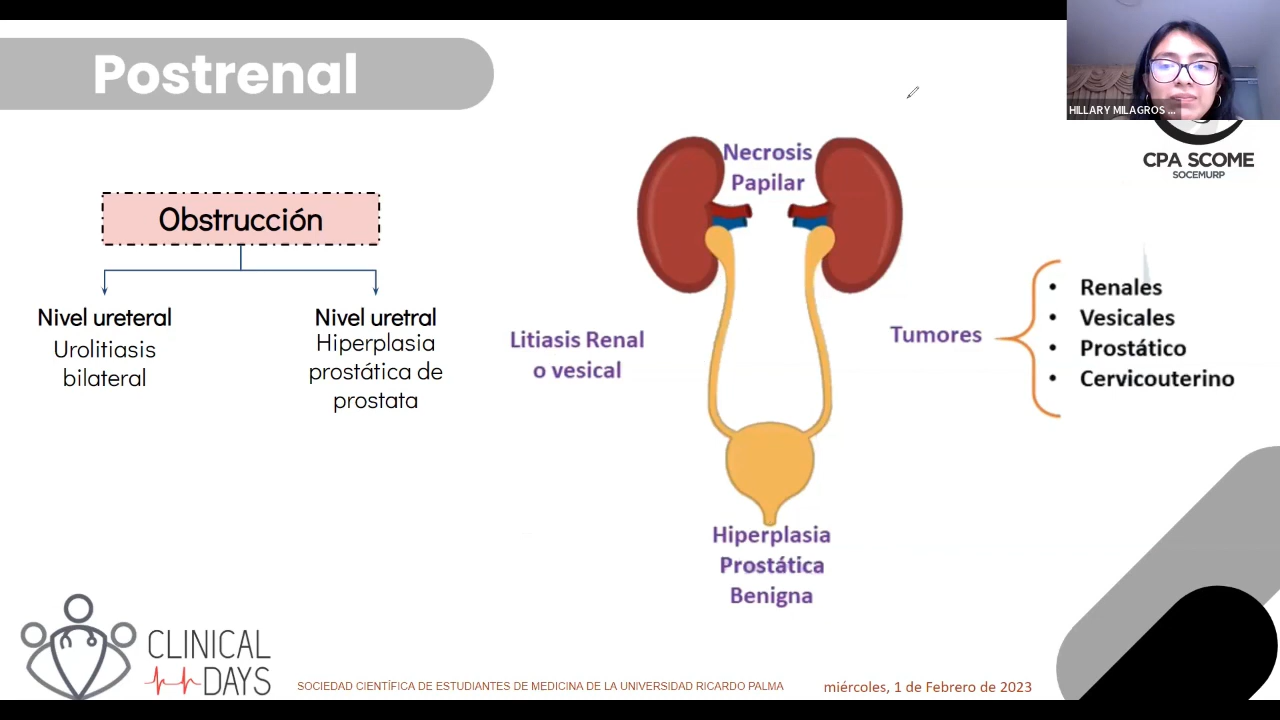 Postrenal
HILLARY MILAGROS ...
CPA SCOME
SOCEMURP
Obstrucción
Nivel ureteral
Urolitiasis
bilateral
Nivel uretral
Hiperplasia
prostática de
prostata
Necrosis
Papilar
Litiasis Renal
o vesical
Tumores
• Renales
• Vesicales
• Prostático
• Cervicouterino
Hiperplasia
Prostática
Benigna
CLINICAL
DAYS
SOCIEDAD CIENTÍFICA DE ESTUDIANTES DE MEDICINA DE LA UNIVERSIDAD RICARDO PALMA
miércoles, 1 de Febrero de 2023